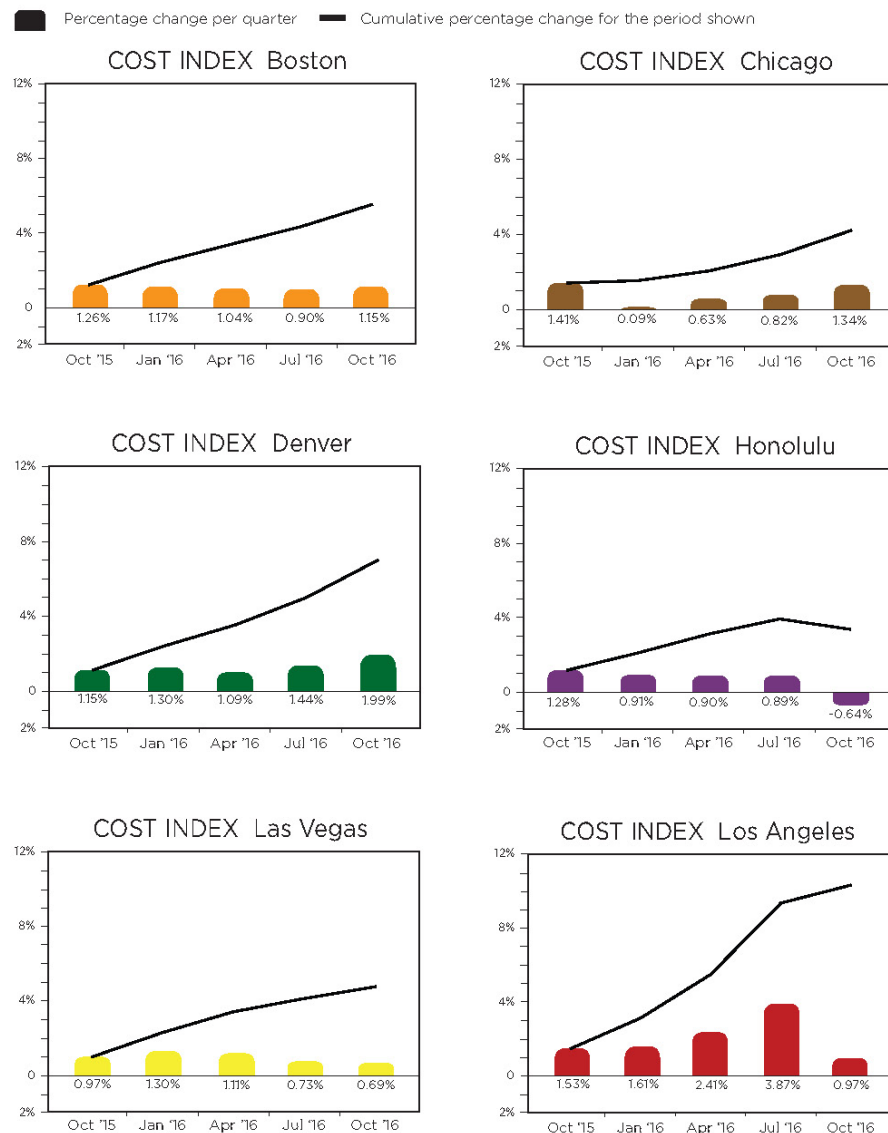 Percentage change per quarter Cumulative percentage change for the period shown
COST INDEX Boston
12%
8%
4%
0
1.26% 1.17% 1.04% 0.90% 1.15%
2%
Oct '15 Jan '16 Apr '16 Jul '16 Oct '16
COST INDEX Chicago
12%
8%
4%
0
1.41% 0.09% 0.63% 0.82% 1.34%
2%
Oct '15 Jan '16 Apr '16 Jul '16 Oct '16
COST INDEX Denver
12%
8%
4%
0
1.15% 1.30% 1.09% 1.44% 1.99%
2%
Oct '15 Jan '16 Apr '16 Jul '16 Oct '16
COST INDEX Honolulu
12%
8%
4%
0
1.28% 0.91% 0.90% 0.89% -0.64%
2%
Oct '15 Jan '16 Apr '16 Jul '16 Oct '16
COST INDEX Las Vegas
12%
8%
4%
0
0.97% 1.30% 1.11% 0.73% 0.69%
2%
Oct '15 Jan '16 Apr '16 Jul '16 Oct '16
COST INDEX Los Angeles
12%
8%
4%
0
1.53% 1.61% 2.41% 3.87% 0.97%
2%
Oct '15 Jan '16 Apr '16 Jul '16 Oct '16